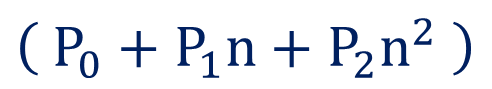 ( P₀ + P₁n + P₂n² )